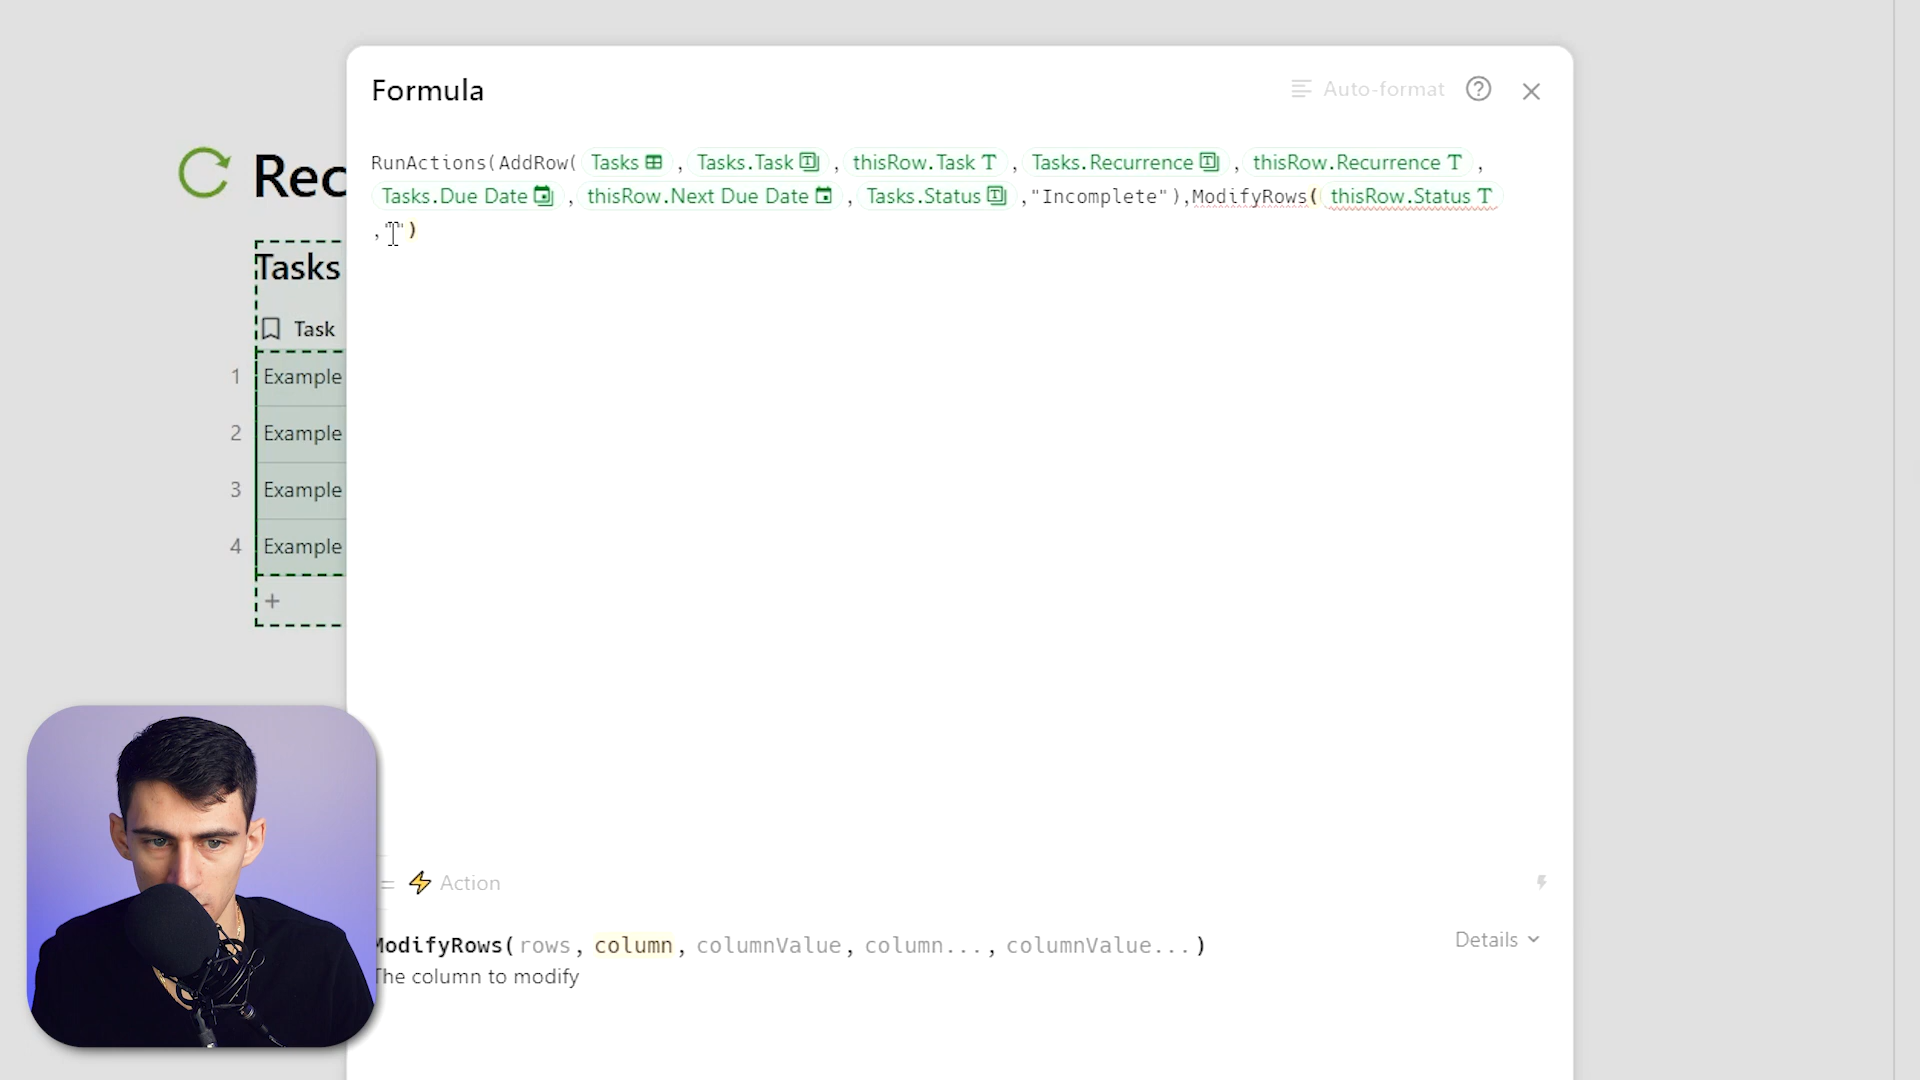 Formula
Auto-format
RunActions(AddRow( Tasks , Tasks.Task , thisRow.Task , Tasks.Recurrence , thisRow.Recurrence ,
Tasks.Due Date , thisRow.Next Due Date , Tasks.Status ,"Incomplete"),ModifyRows( thisRow.Status
,"")
Rec
Tasks
Task
1 Example
2 Example
3 Example
4 Example
+
= Action
ModifyRows(rows, column, columnValue, column..., columnValue...)
Details
The column to modify